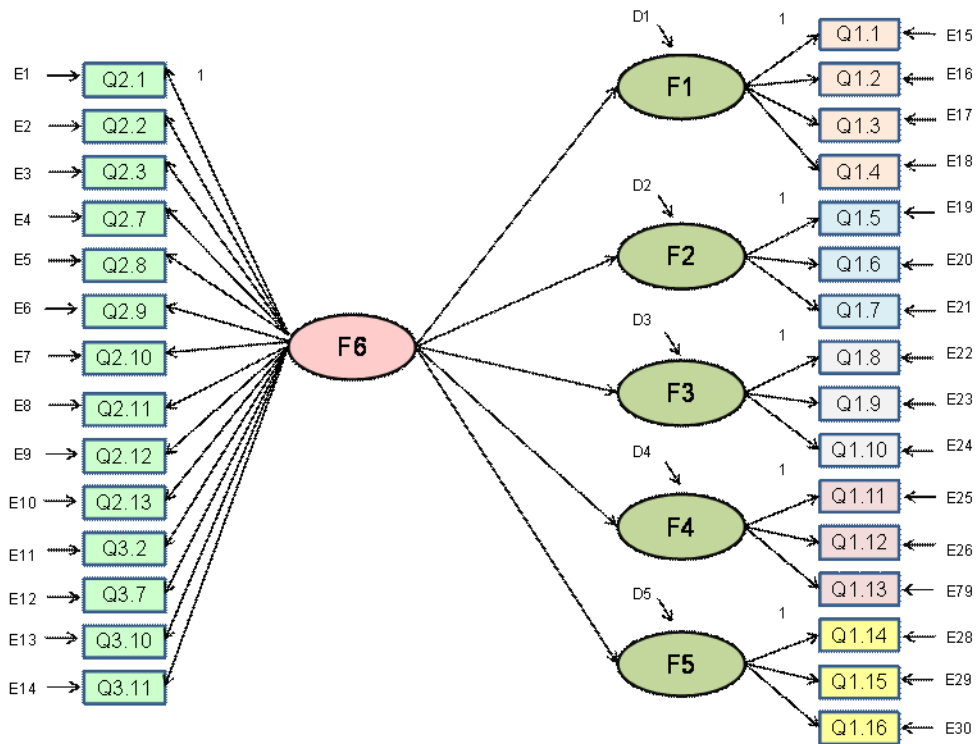 E1
Q2.1
1
E2
Q2.2
E3
Q2.3
E4
Q2.7
E5
Q2.8
E6
Q2.9
E7
Q2.10
E8
Q2.11
E9
Q2.12
E10
Q2.13
E11
Q3.2
E12
Q3.7
E13
Q3.10
E14
Q3.11
F6
D1
F1
1
Q1.1
E15
Q1.2
E16
Q1.3
E17
Q1.4
E18
D2
F2
1
Q1.5
E19
Q1.6
E20
Q1.7
E21
D3
F3
1
Q1.8
E22
Q1.9
E23
Q1.10
E24
D4
F4
1
Q1.11
E25
Q1.12
E26
Q1.13
E79
D5
F5
1
Q1.14
E28
Q1.15
E29
Q1.16
E30